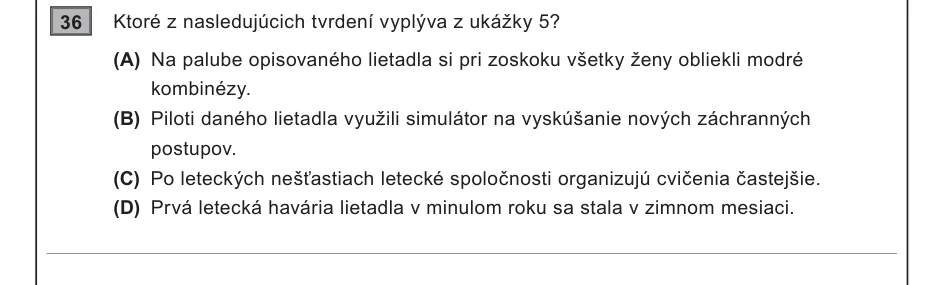 36 Ktoré z nasledujúcich tvrdení vyplýva z ukážky 5?
(A) Na palube opisovaného lietadla si pri zoskoku všetky ženy obliekli modré
kombinézy.
(B) Piloti daného lietadla využili simulátor na vyskúšanie nových záchranných
postupov.
(C) Po leteckých nešťastiach letecké spoločnosti organizujú cvičenia častejšie.
(D) Prvá letecká havária lietadla v minulom roku sa stala v zimnom mesiaci.